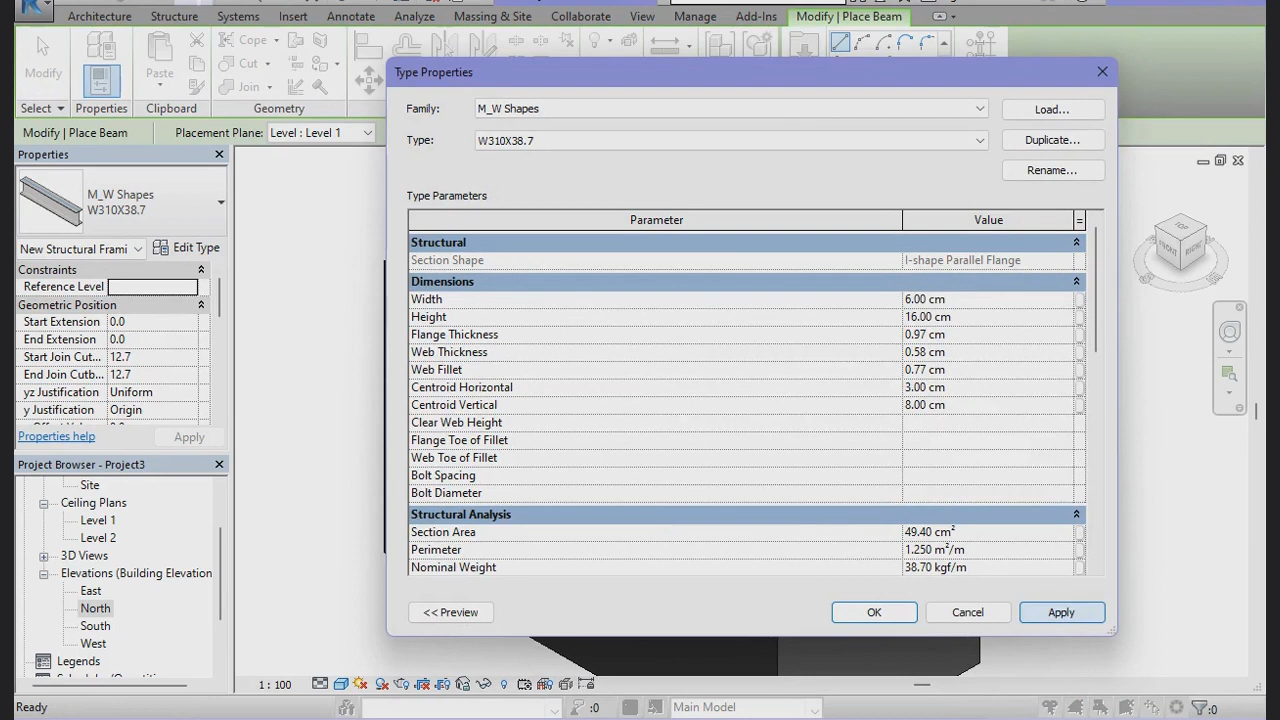 Architecture Structure Systems Insert Annotate Analyze Massing & Site Collaborate View Manage Add-Ins Modify | Place Beam
Modify Paste Cope Cut Join
Select Properties Clipboard Geometry
Modify | Place Beam Placement Plane: Level : Level 1
Properties
M_W Shapes
W310X38.7
New Structural Frami Edit Type
Constraints
Reference Level
Geometric Position
Start Extension 0.0
End Extension 0.0
Start Join Cut... 12.7
End Join Cutb... 12.7
yz Justification Uniform
y Justification Origin
Properties help Apply
Project Browser - Project3
Site
Ceiling Plans
Level 1
Level 2
3D Views
Elevations (Building Elevation
East
North
South
West
Legends
Type Properties
Family: M_W Shapes Load...
Type: W310X38.7 Duplicate...
Rename...
Type Parameters
Parameter Value =
Structural
Section Shape I-shape Parallel Flange
Dimensions
Width 6.00 cm
Height 16.00 cm
Flange Thickness 0.97 cm
Web Thickness 0.58 cm
Web Fillet 0.77 cm
Centroid Horizontal 3.00 cm
Centroid Vertical 8.00 cm
Clear Web Height
Flange Toe of Fillet
Web Toe of Fillet
Bolt Spacing
Bolt Diameter
Structural Analysis
Section Area 49.40 cm²
Perimeter 1.250 m²/m
Nominal Weight 38.70 kgf/m
<< Preview OK Cancel Apply
TOP
FRONT RIGHT
1 : 100
Ready :0 Main Model :0